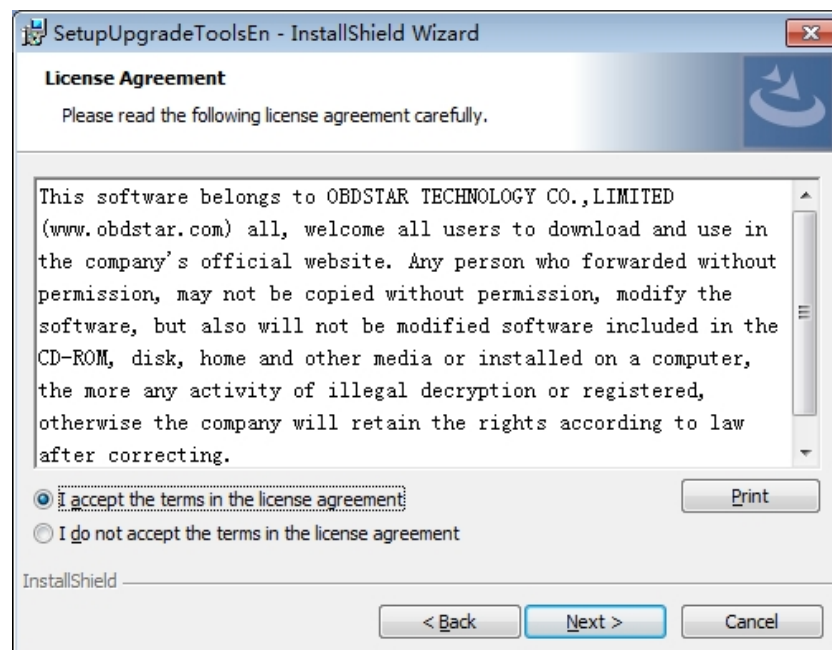 SetupUpgradeToolsEn - InstallShield Wizard
License Agreement
Please read the following license agreement carefully.
This software belongs to OBDSTAR TECHNOLOGY CO.,LIMITED
(www.obdstar.com) all, welcome all users to download and use in
the company's official website. Any person who forwarded without
permission, may not be copied without permission, modify the
software, but also will not be modified software included in the
CD-ROM, disk, home and other media or installed on a computer,
the more any activity of illegal decryption or registered,
otherwise the company will retain the rights according to law
after correcting.
I accept the terms in the license agreement
Print
I do not accept the terms in the license agreement
InstallShield
< Back Next > Cancel